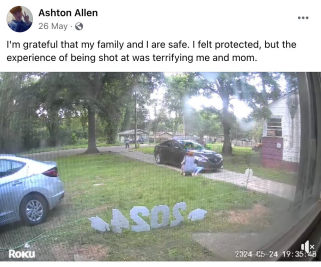 Ashton Allen
26 May ·
I'm grateful that my family and I are safe. I felt protected, but the
experience of being shot at was terrifying me and mom.
2024
Roku
2024-05-24 19:35:48